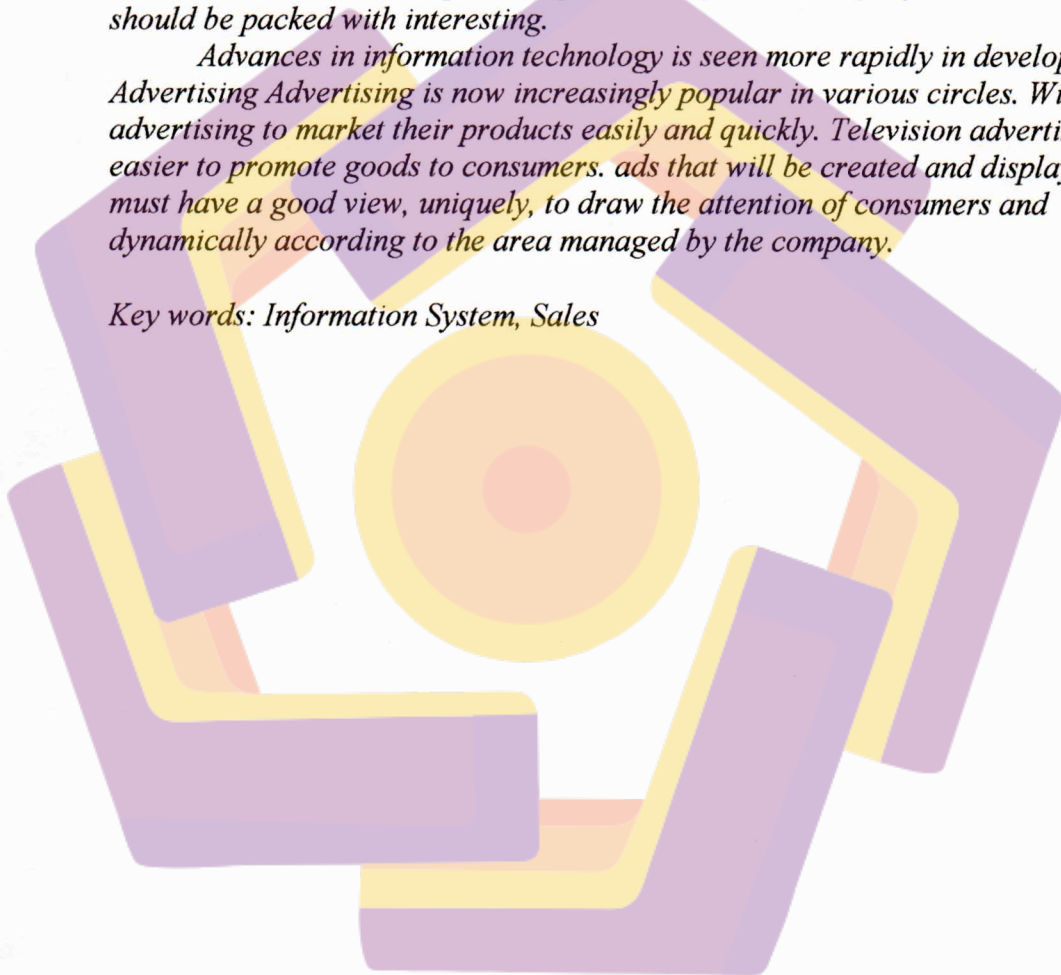 should be packed with interesting.
Advances in information technology is seen more rapidly in develop
Advertising Advertising is now increasingly popular in various circles. Wi
advertising to market their products easily and quickly. Television adverti
easier to promote goods to consumers. ads that will be created and display
must have a good view, uniquely, to draw the attention of consumers and
dynamically according to the area managed by the company.
Key words: Information System, Sales